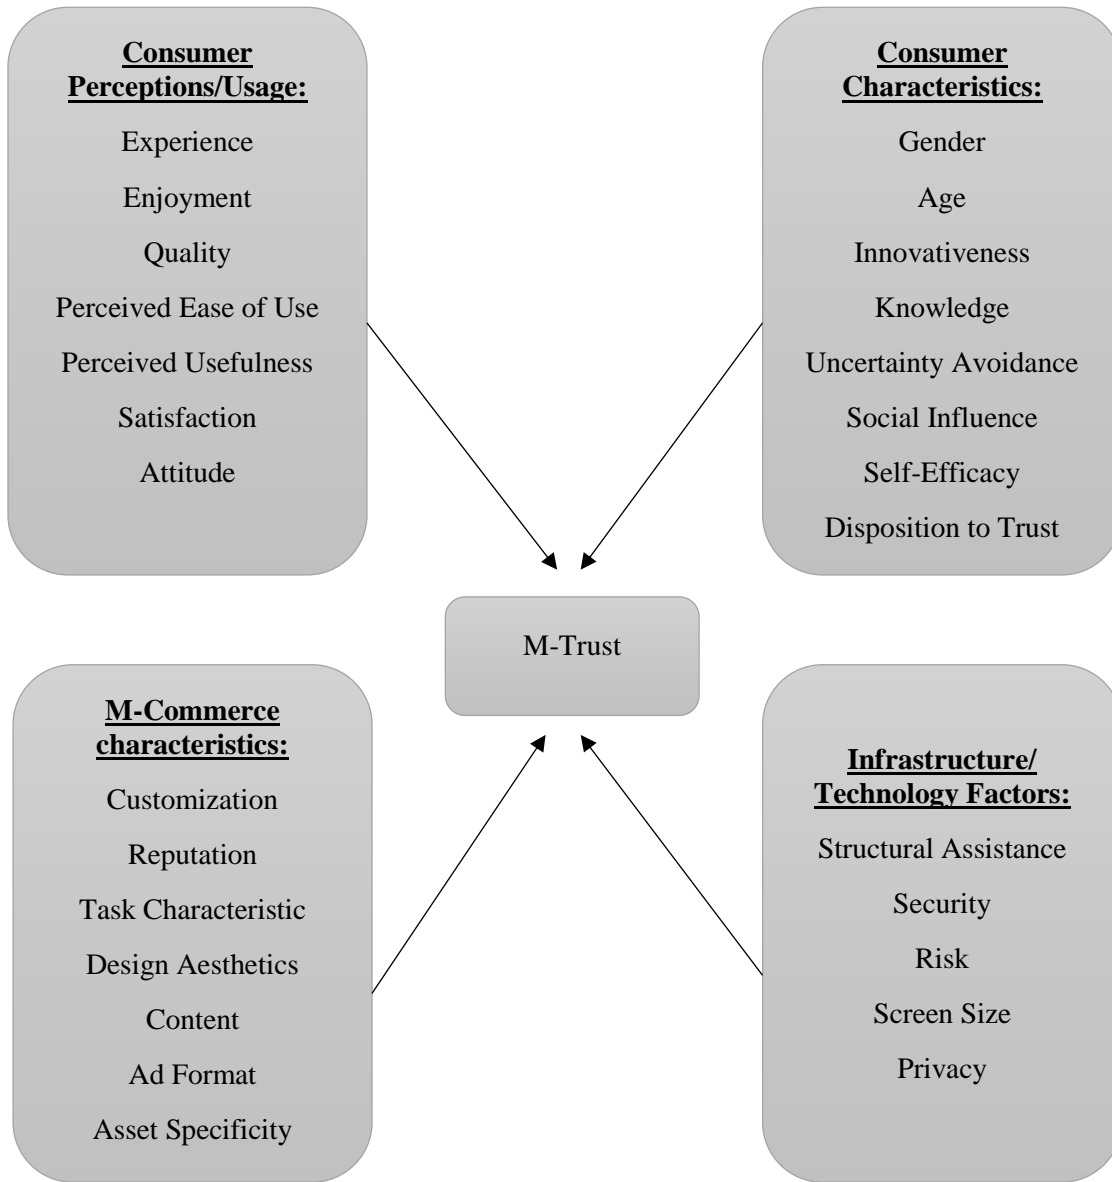 Consumer
Perceptions/Usage:
Experience
Enjoyment
Quality
Perceived Ease of Use
Perceived Usefulness
Satisfaction
Attitude
Consumer
Characteristics:
Gender
Age
Innovativeness
Knowledge
Uncertainty Avoidance
Social Influence
Self-Efficacy
Disposition to Trust
M-Trust
M-Commerce
characteristics:
Customization
Reputation
Task Characteristic
Design Aesthetics
Content
Ad Format
Asset Specificity
Infrastructure/
Technology Factors:
Structural Assistance
Security
Risk
Screen Size
Privacy